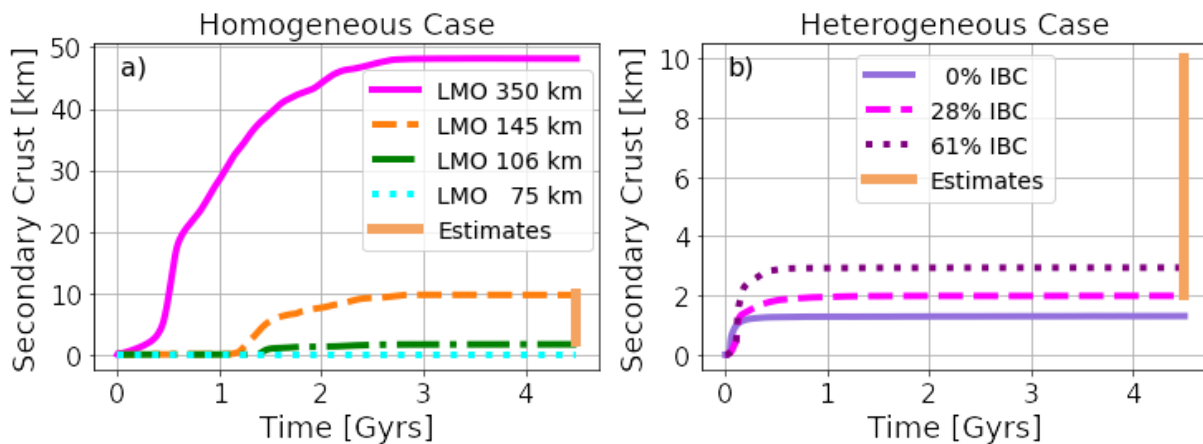 Homogeneous Case
a)
Secondary Crust [km]
50
40
30
20
10
0
LMO 350 km
LMO 145 km
LMO 106 km
LMO 75 km
Estimates
0 1 2 3 4
Time [Gyrs]
Heterogeneous Case
b)
Secondary Crust [km]
10
8
6
4
2
0
0% IBC
28% IBC
61% IBC
Estimates
0 1 2 3 4
Time [Gyrs]